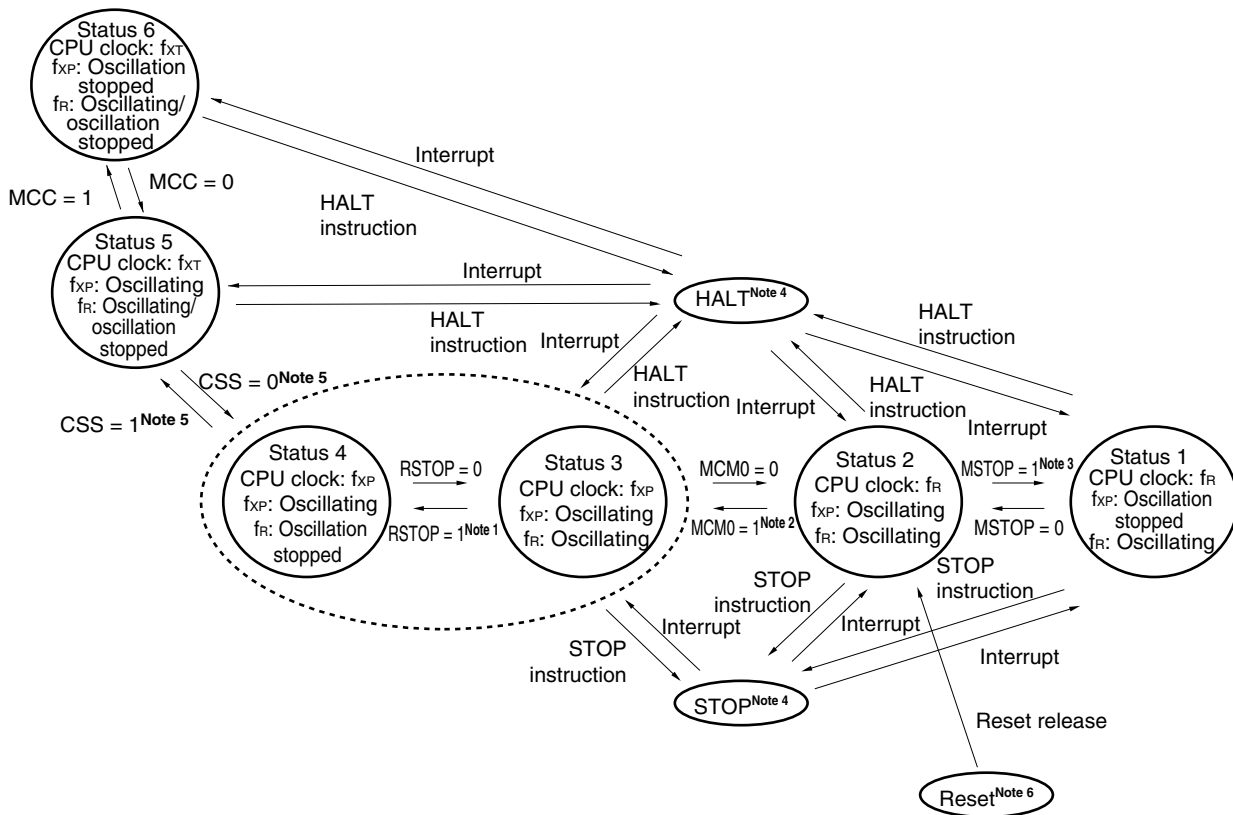 Status 6
CPU clock: fXT
fXP: Oscillation
stopped
fR: Oscillating/
oscillation
stopped
Interrupt
MCC = 1
MCC = 0
HALT
instruction
Status 5
CPU clock: fXT
fXP: Oscillating
fR: Oscillating/
oscillation
stopped
Interrupt
HALT
instruction
HALTNote 4
Interrupt
HALT
instruction
HALT
instruction
Interrupt
HALT
instruction
Interrupt
CSS = 0Note 5
CSS = 1Note 5
Status 4
CPU clock: fXP
fXP: Oscillating
fR: Oscillation
stopped
RSTOP = 0
RSTOP = 1Note 1
Status 3
CPU clock: fXP
fXP: Oscillating
fR: Oscillating
MCM0 = 0
MCM0 = 1Note 2
Status 2
CPU clock: fR
fXP: Oscillating
fR: Oscillating
MSTOP = 1Note 3
MSTOP = 0
Status 1
CPU clock: fR
fXP: Oscillation
stopped
fR: Oscillating
STOP
instruction
Interrupt
STOP
instruction
Interrupt
STOP
instruction
Interrupt
STOPNote 4
Reset release
ResetNote 6